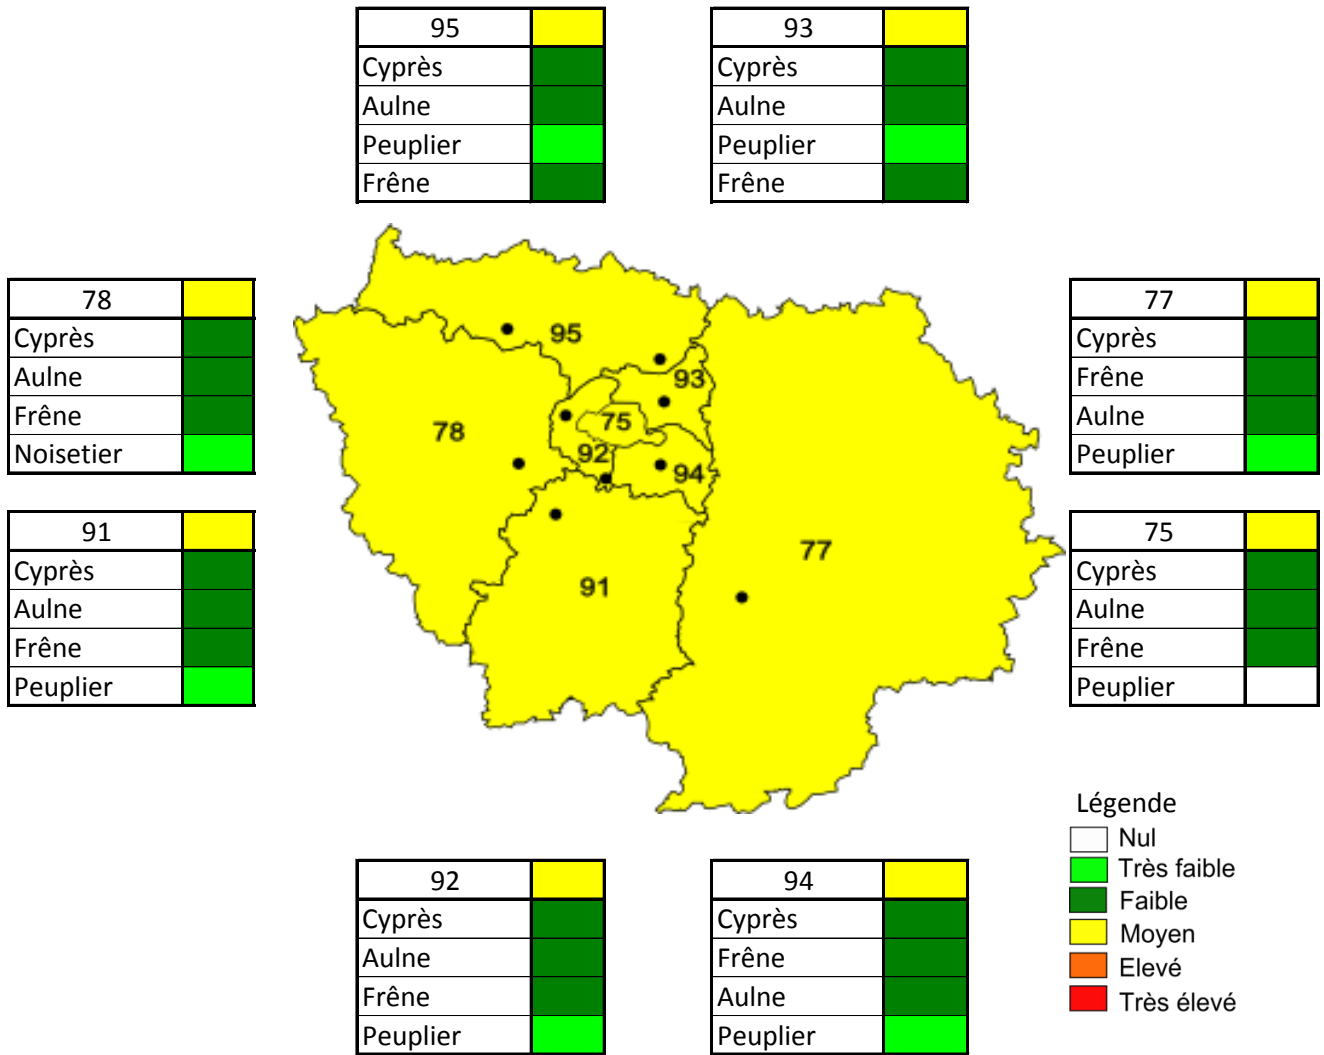 95
Cyprès
Aulne
Peuplier
Frêne
93
Cyprès
Aulne
Peuplier
Frêne
78
Cyprès
Aulne
Frêne
Noisetier
77
Cyprès
Frêne
Aulne
Peuplier
95
93
78
75
92
94
77
91
91
Cyprès
Aulne
Frêne
Peuplier
75
Cyprès
Aulne
Frêne
Peuplier
92
Cyprès
Aulne
Frêne
Peuplier
94
Cyprès
Frêne
Aulne
Peuplier
Légende
Nul
Très faible
Faible
Moyen
Elevé
Très élevé